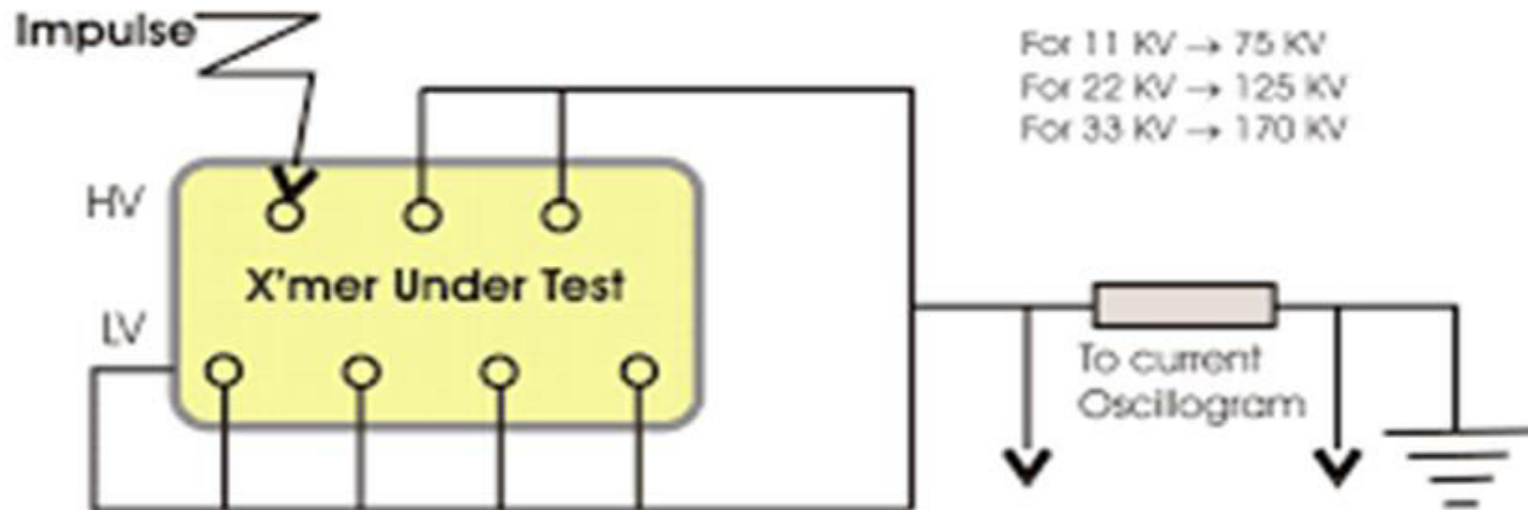 Impulse
For 11 KV → 75 KV
For 22 KV → 125 KV
For 33 KV → 170 KV
HV
X'mer Under Test
LV
To current
Oscillogram